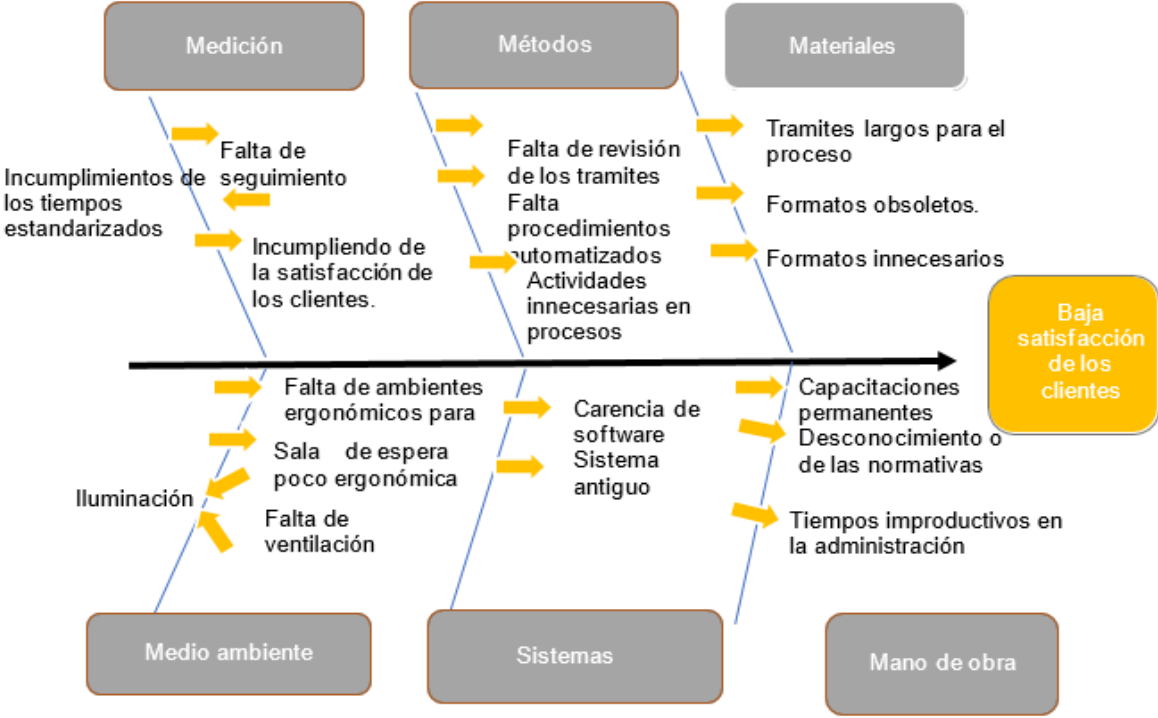 Medición
Métodos
Materiales
Falta de
seguimiento
Incumplimientos de
los tiempos
estandarizados
Incumpliendo de
la satisfacción de
los clientes.
Falta de revisión
de los tramites
Falta
procedimientos
automatizados
Actividades
innecesarias en
procesos
Tramites largos para el
proceso
Formatos obsoletos.
Formatos innecesarios
Baja
satisfacción
de los
clientes
Falta de ambientes
ergonómicos para
Sala de espera
poco ergonómica
Iluminación
Falta de
ventilación
Carencia de
software
Sistema
antiguo
Capacitaciones
permanentes
Desconocimiento o
de las normativas
Tiempos improductivos en
la administración
Medio ambiente
Sistemas
Mano de obra